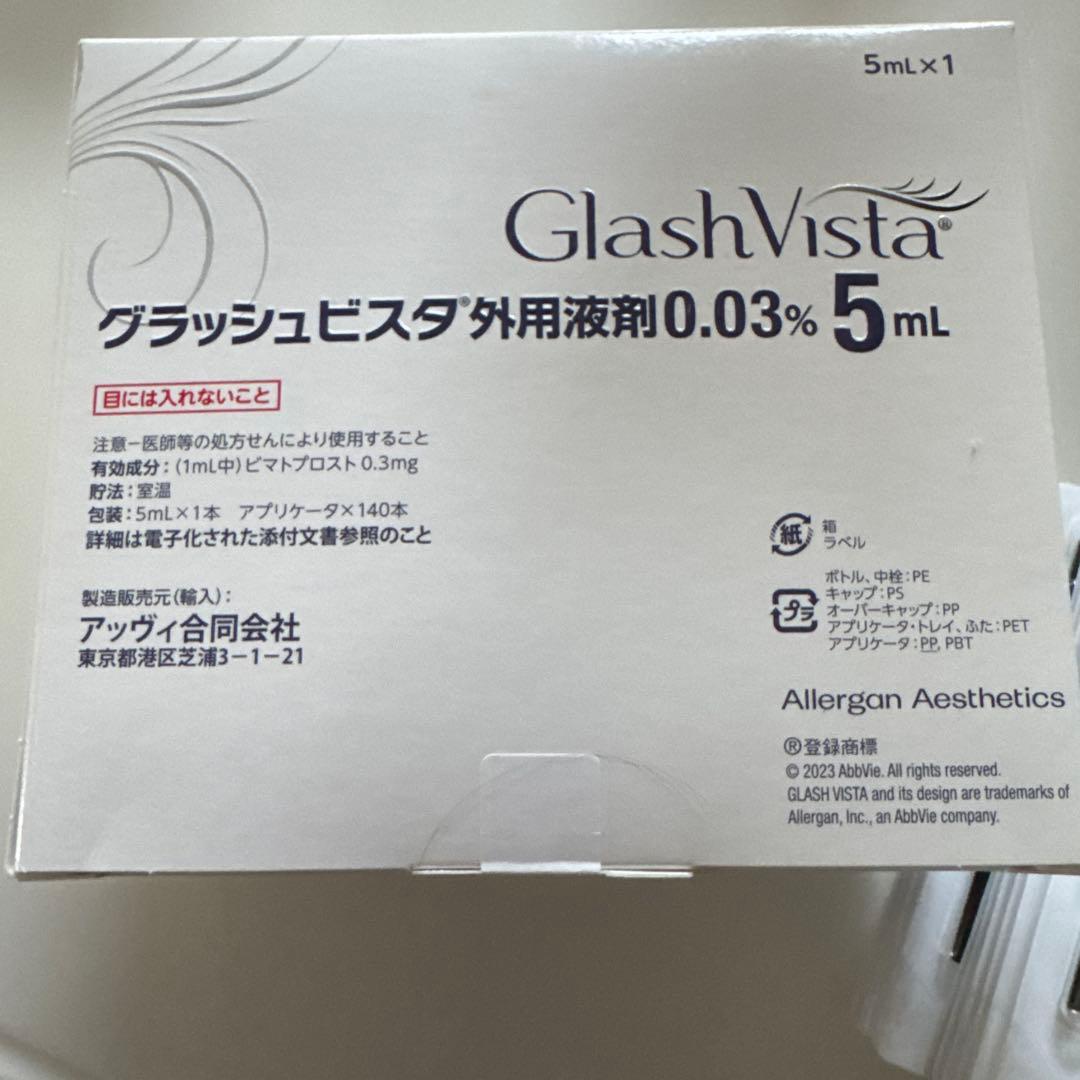 5mL×1
GlashVista®
グラッシュビスタ®外用液剤0.03% 5mL
目には入れないこと
注意－医師等の処方せんにより使用すること
有効成分：(1mL中)ビマトプロスト 0.3mg
貯法：室温
包装：5mL×1本　アプリケータ×140本
詳細は電子化された添付文書参照のこと
製造販売元(輸入)：
アッヴィ合同会社
東京都港区芝浦3－1－21
紙
箱
ラベル
プラ
ボトル、中栓：PE
キャップ：PS
オーバーキャップ：PP
アプリケータ・トレイ、ふた：PET
アプリケータ：PP, PBT
Allergan Aesthetics
®登録商標
© 2023 AbbVie. All rights reserved.
GLASH VISTA and its design are trademarks of
Allergan, Inc., an AbbVie company.